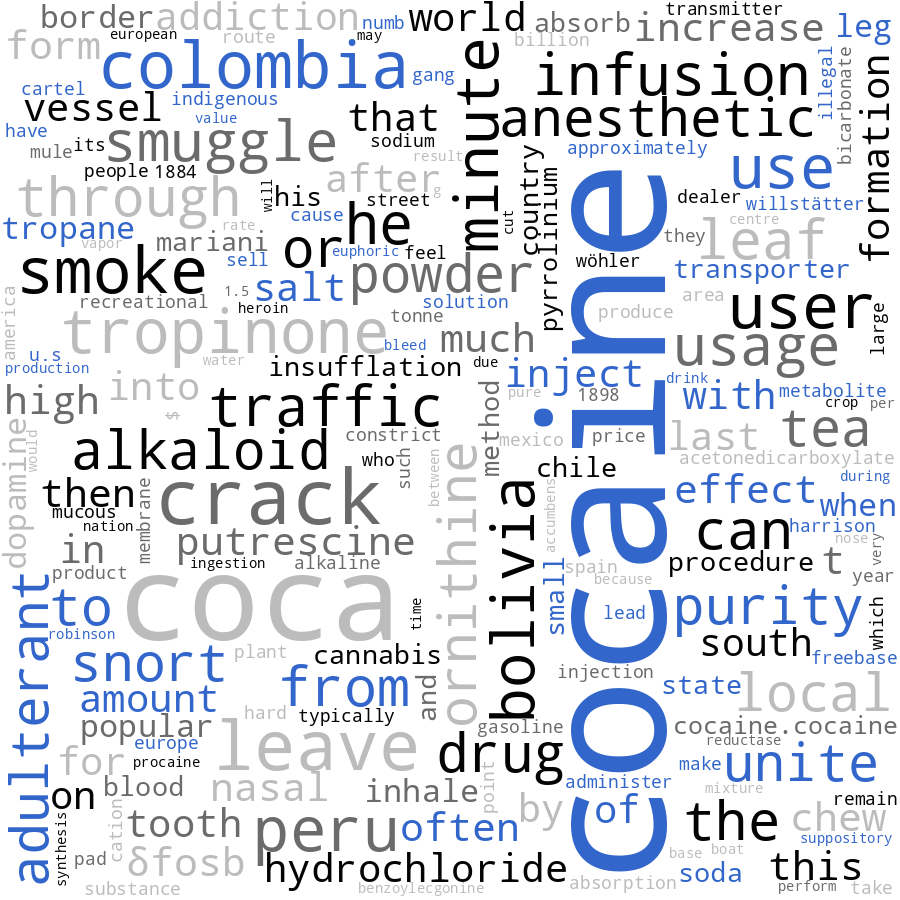 border
addiction
numb
world
absorb
transmitter
increase
leg
european
route
may
billion
form
colombia
gang
minute
infusion
illegal
bicarbonate
formation
cartel
indigenous
vessel
value
that
anesthetic
have
mule
its
smuggle
sodium
result
approximately
people
1884
after
g
country
use
through
will
his
street
cut
pyrrolinium
cocaine
dealer
willstätter
cause
he
centre
tropane
rate
vapor
mariani
or
euphoric
feel
they
leaf
sell
wöhler
smoke
salt
powder
transporter
america
recreational
1.5
solution
area
user
heroin
tonne
produce
large
tropinone
bleed
much
usage
u.s
water
production
insufflation
due
inject
drink
into
pure
1898
with
metabolite
high
$
traffic
method
crop
per
dopamine
would
constrict
mexico
price
last
tea
alkaloid
who
such
between
ornithine
chile
acetonedicarboxylate
during
then
membrane
crack
bolivia
accumbens
effect
when
mucous
nation
can
harrison
in
putrescine
nose
very
ingestion
alkaline
procedure
t
product
spain
because
year
adulterant
to
coca
time
small
lead
purity
which
robinson
south
snort
plant
cannabis
injection
freebase
amount
from
and
state
local
hard
typically
popular
gasoline
cocaine.cocaine
europe
leave
drug
reductase
for
procaine
make
unite
on
blood
nasal
inhale
point
administer
mixture
remain
synthesis
cation
tooth
peru
often
by
of
the
chew
suppository
pad
δfosb
hydrochloride
base
boat
this
substance
benzoylecgonine
absorption
soda
perform
take